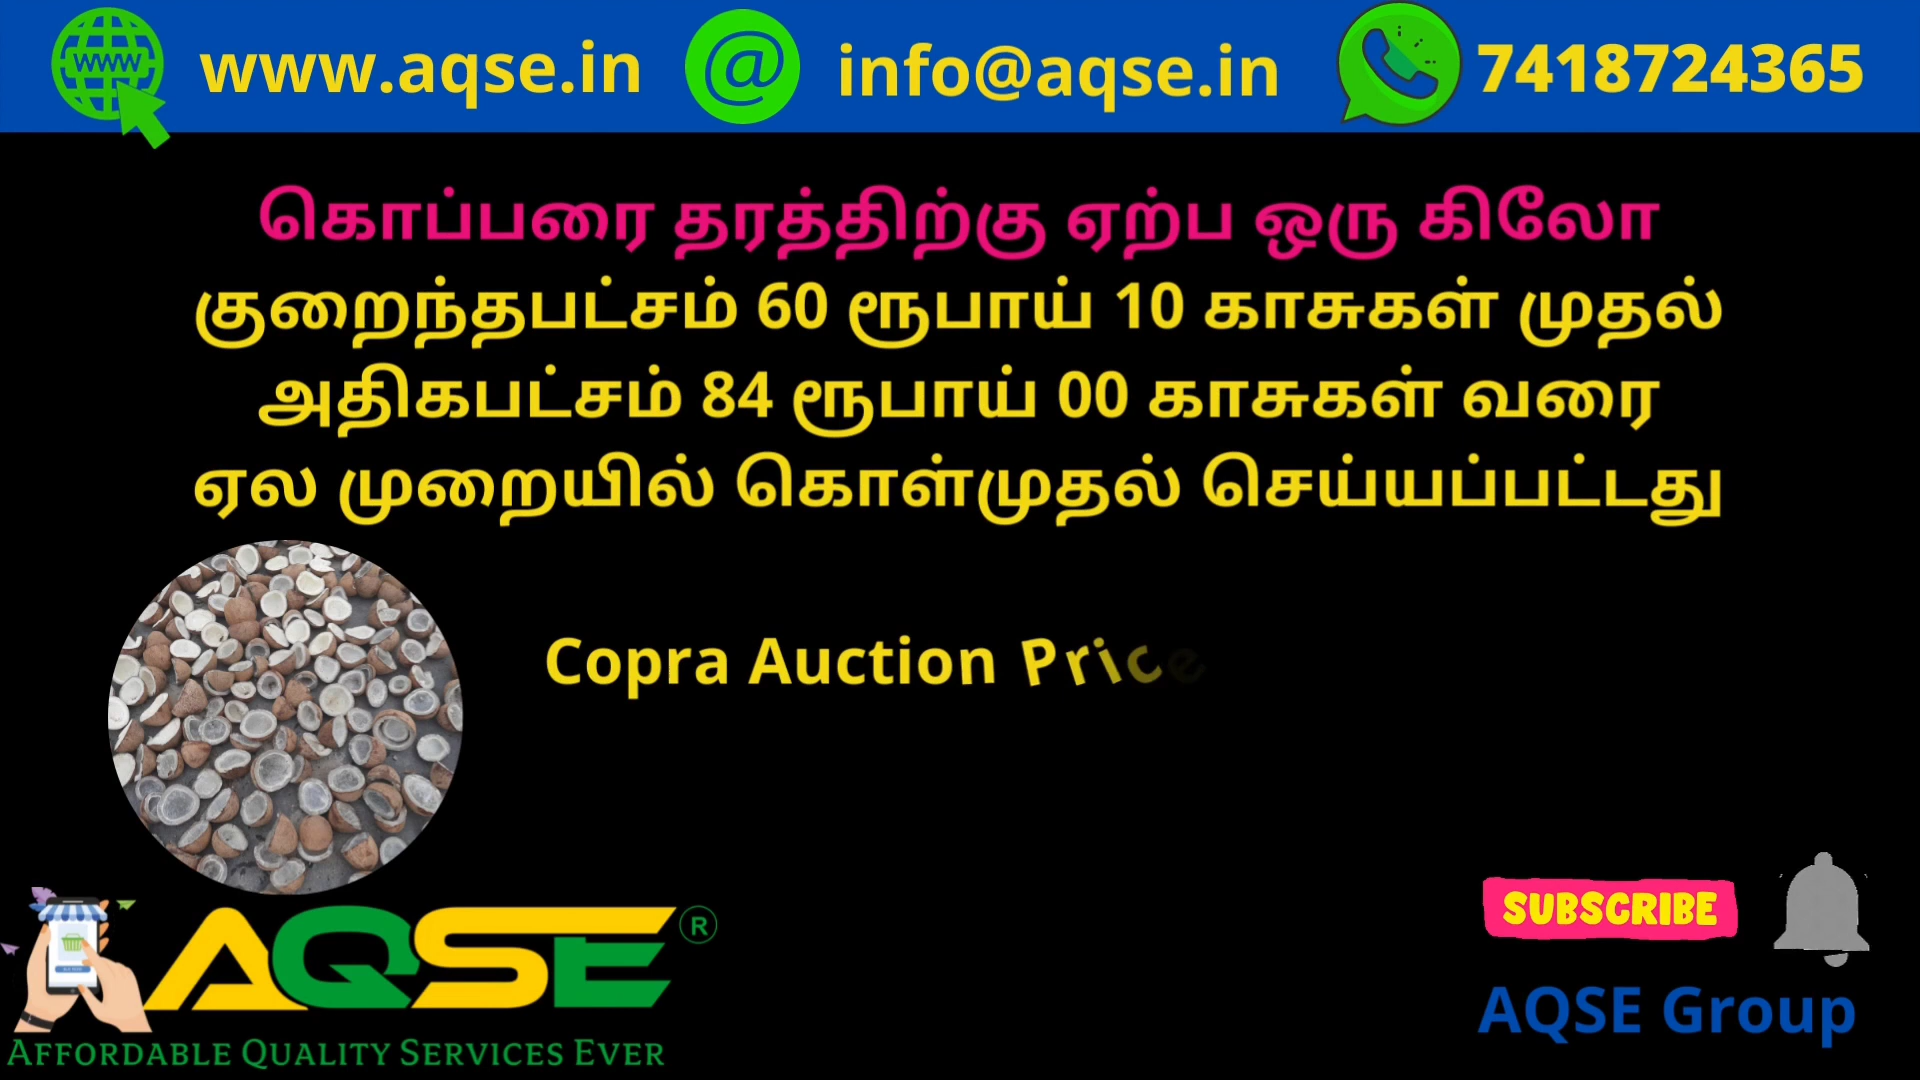 www.aqse.in
info@aqse.in
7418724365
கொப்பரை தரத்திற்கு ஏற்ப ஒரு கிலோ
குறைந்தபட்சம் 60 ரூபாய் 10 காசுகள் முதல்
அதிகபட்சம் 84 ரூபாய் 00 காசுகள் வரை
ஏல முறையில் கொள்முதல் செய்யப்பட்டது
Copra Auction Price
SUBSCRIBE
AQSE®
AFFORDABLE QUALITY SERVICES EVER
AQSE Group